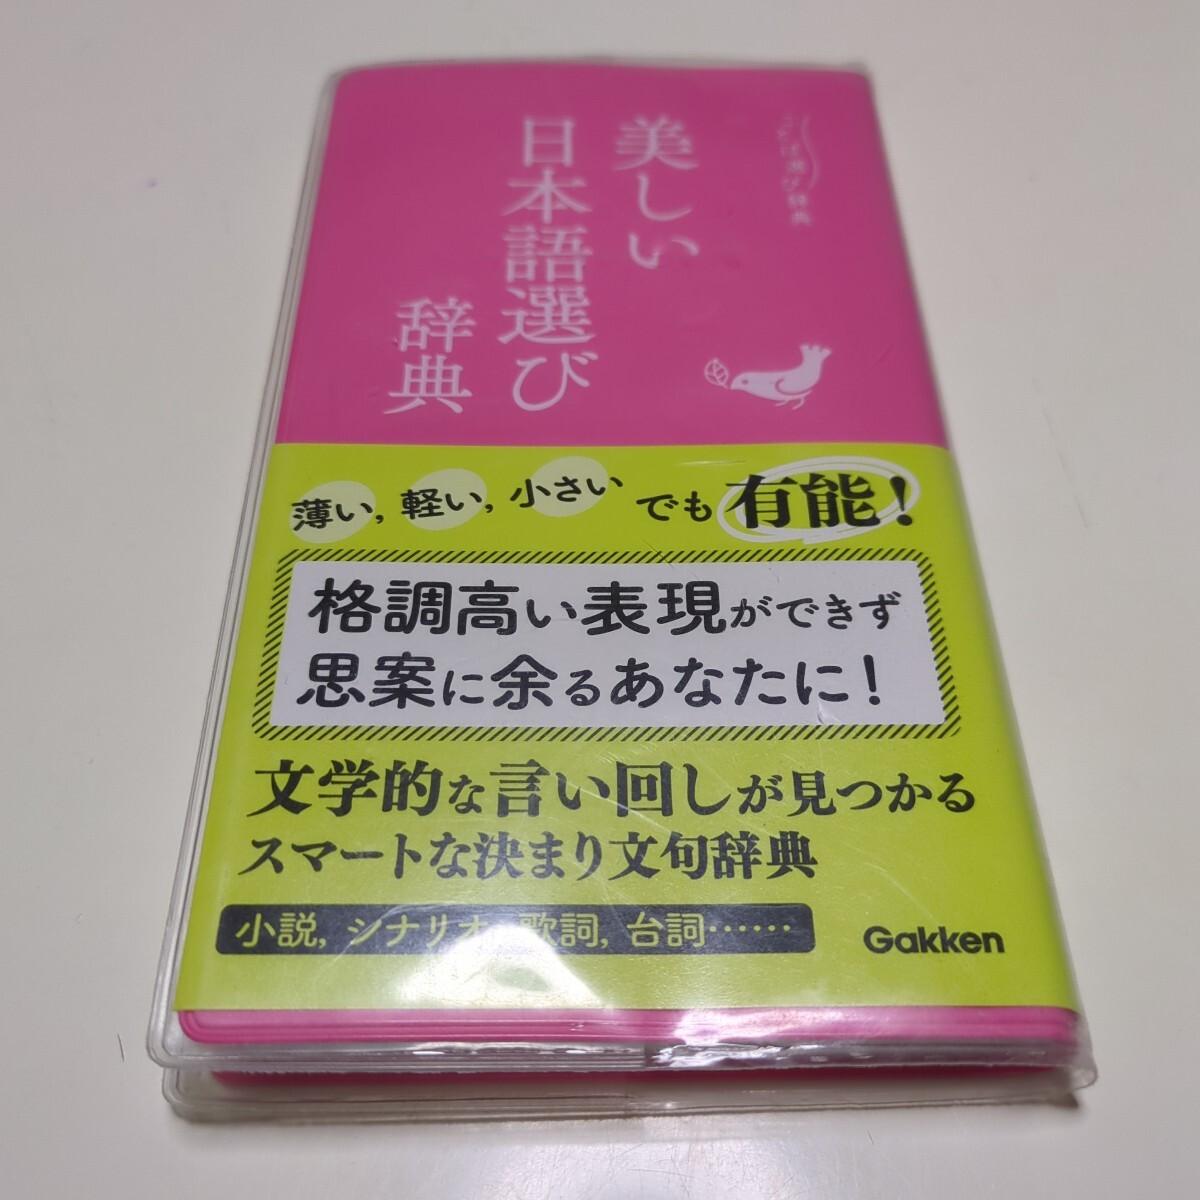 ことば選び辞典
美しい
日本語選び
辞典
薄い, 軽い, 小さい でも 有能！
格調高い表現ができず
思案に余るあなたに！
文学的な言い回しが見つかる
スマートな決まり文句辞典
小説, シナリオ, 歌詞, 台詞……
Gakken